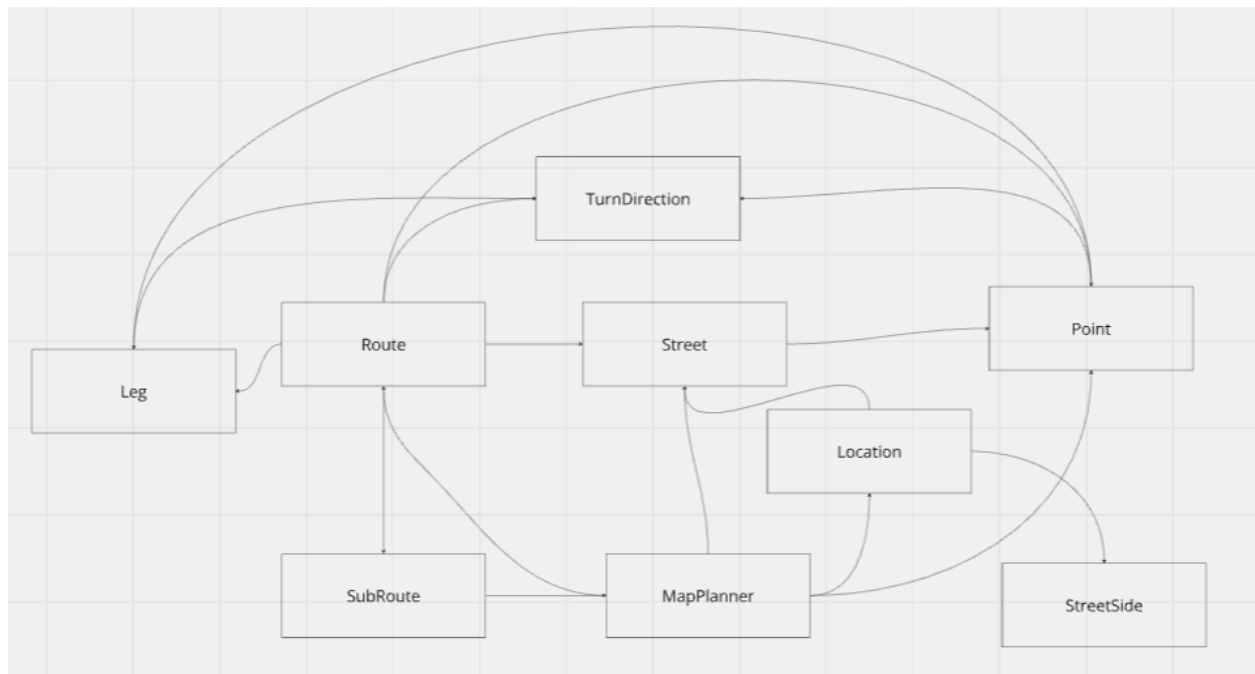 TurnDirection
Point
Route
Street
Leg
Location
SubRoute
MapPlanner
StreetSide